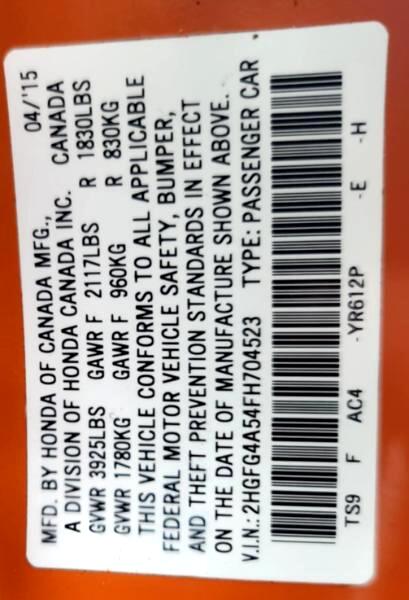 MFD. BY HONDA OF CANADA MFG., 04/'15
A DIVISION OF HONDA CANADA INC. CANADA
GVWR 3925LBS GAWR F 2117LBS R 1830LBS
GVWR 1780KG GAWR F 960KG R 830KG
THIS VEHICLE CONFORMS TO ALL APPLICABLE
FEDERAL MOTOR VEHICLE SAFETY, BUMPER,
AND THEFT PREVENTION STANDARDS IN EFFECT
ON THE DATE OF MANUFACTURE SHOWN ABOVE.
V.I.N.: 2HGFG4A54FH704523 TYPE: PASSENGER CAR
TS9 F AC4 -YR612P -E -H